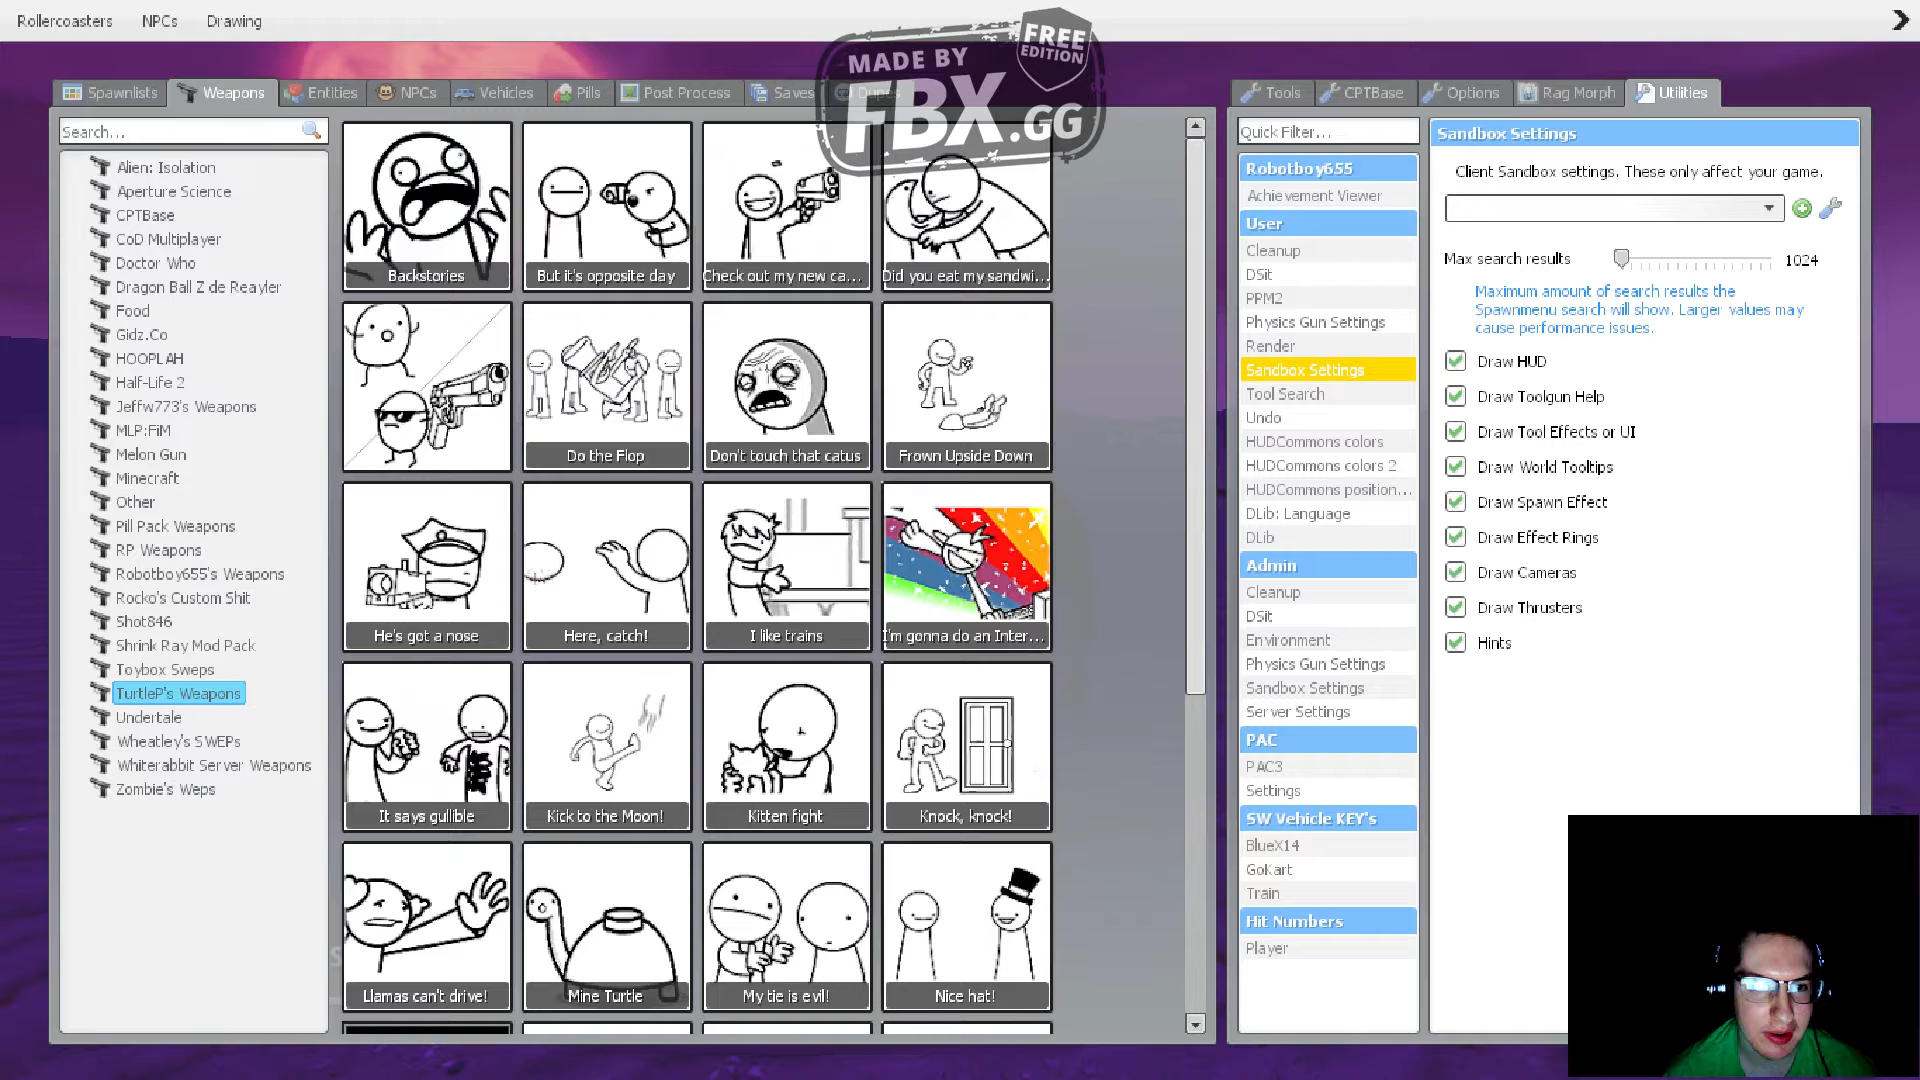 Rollercoasters NPCs Drawing
MADE BY
FBX.GG
FREE
EDITION
Spawnlists Weapons Entities NPCs Vehicles Pills Post Process Saves Dupes
Search...
Alien: Isolation
Aperture Science
CPTBase
CoD Multiplayer
Doctor Who
Dragon Ball Z de Reayler
Food
Gidz.Co
HOOPLAH
Half-Life 2
Jeffw773's Weapons
MLP:FiM
Melon Gun
Minecraft
Other
Pill Pack Weapons
RP Weapons
Robotboy655's Weapons
Rocko's Custom Shit
Shot846
Shrink Ray Mod Pack
Toybox Sweps
TurtleP's Weapons
Undertale
Wheatley's SWEPs
Whiterabbit Server Weapons
Zombie's Weps
Backstories
But it's opposite day
Check out my new ca...
Did you eat my sandwi...
Do the Flop
Don't touch that catus
Frown Upside Down
He's got a nose
Here, catch!
I like trains
I'm gonna do an Inter...
It says gullible
Kick to the Moon!
Kitten fight
Knock, knock!
Llamas can't drive!
Mine Turtle
My tie is evil!
Nice hat!
Tools CPTBase Options Rag Morph Utilities
Quick Filter...
Robotboy655
Achievement Viewer
User
Cleanup
DSit
PPM2
Physics Gun Settings
Render
Sandbox Settings
Tool Search
Undo
HUDCommons colors
HUDCommons colors 2
HUDCommons position...
DLib: Language
DLib
Admin
Cleanup
DSit
Environment
Physics Gun Settings
Sandbox Settings
Server Settings
PAC
PAC3
Settings
SW Vehicle KEY's
BlueX14
GoKart
Train
Hit Numbers
Player
Sandbox Settings
Client Sandbox settings. These only affect your game.
Max search results 1024
Maximum amount of search results the
Spawnmenu search will show. Larger values may
cause performance issues.
Draw HUD
Draw Toolgun Help
Draw Tool Effects or UI
Draw World Tooltips
Draw Spawn Effect
Draw Effect Rings
Draw Cameras
Draw Thrusters
Hints